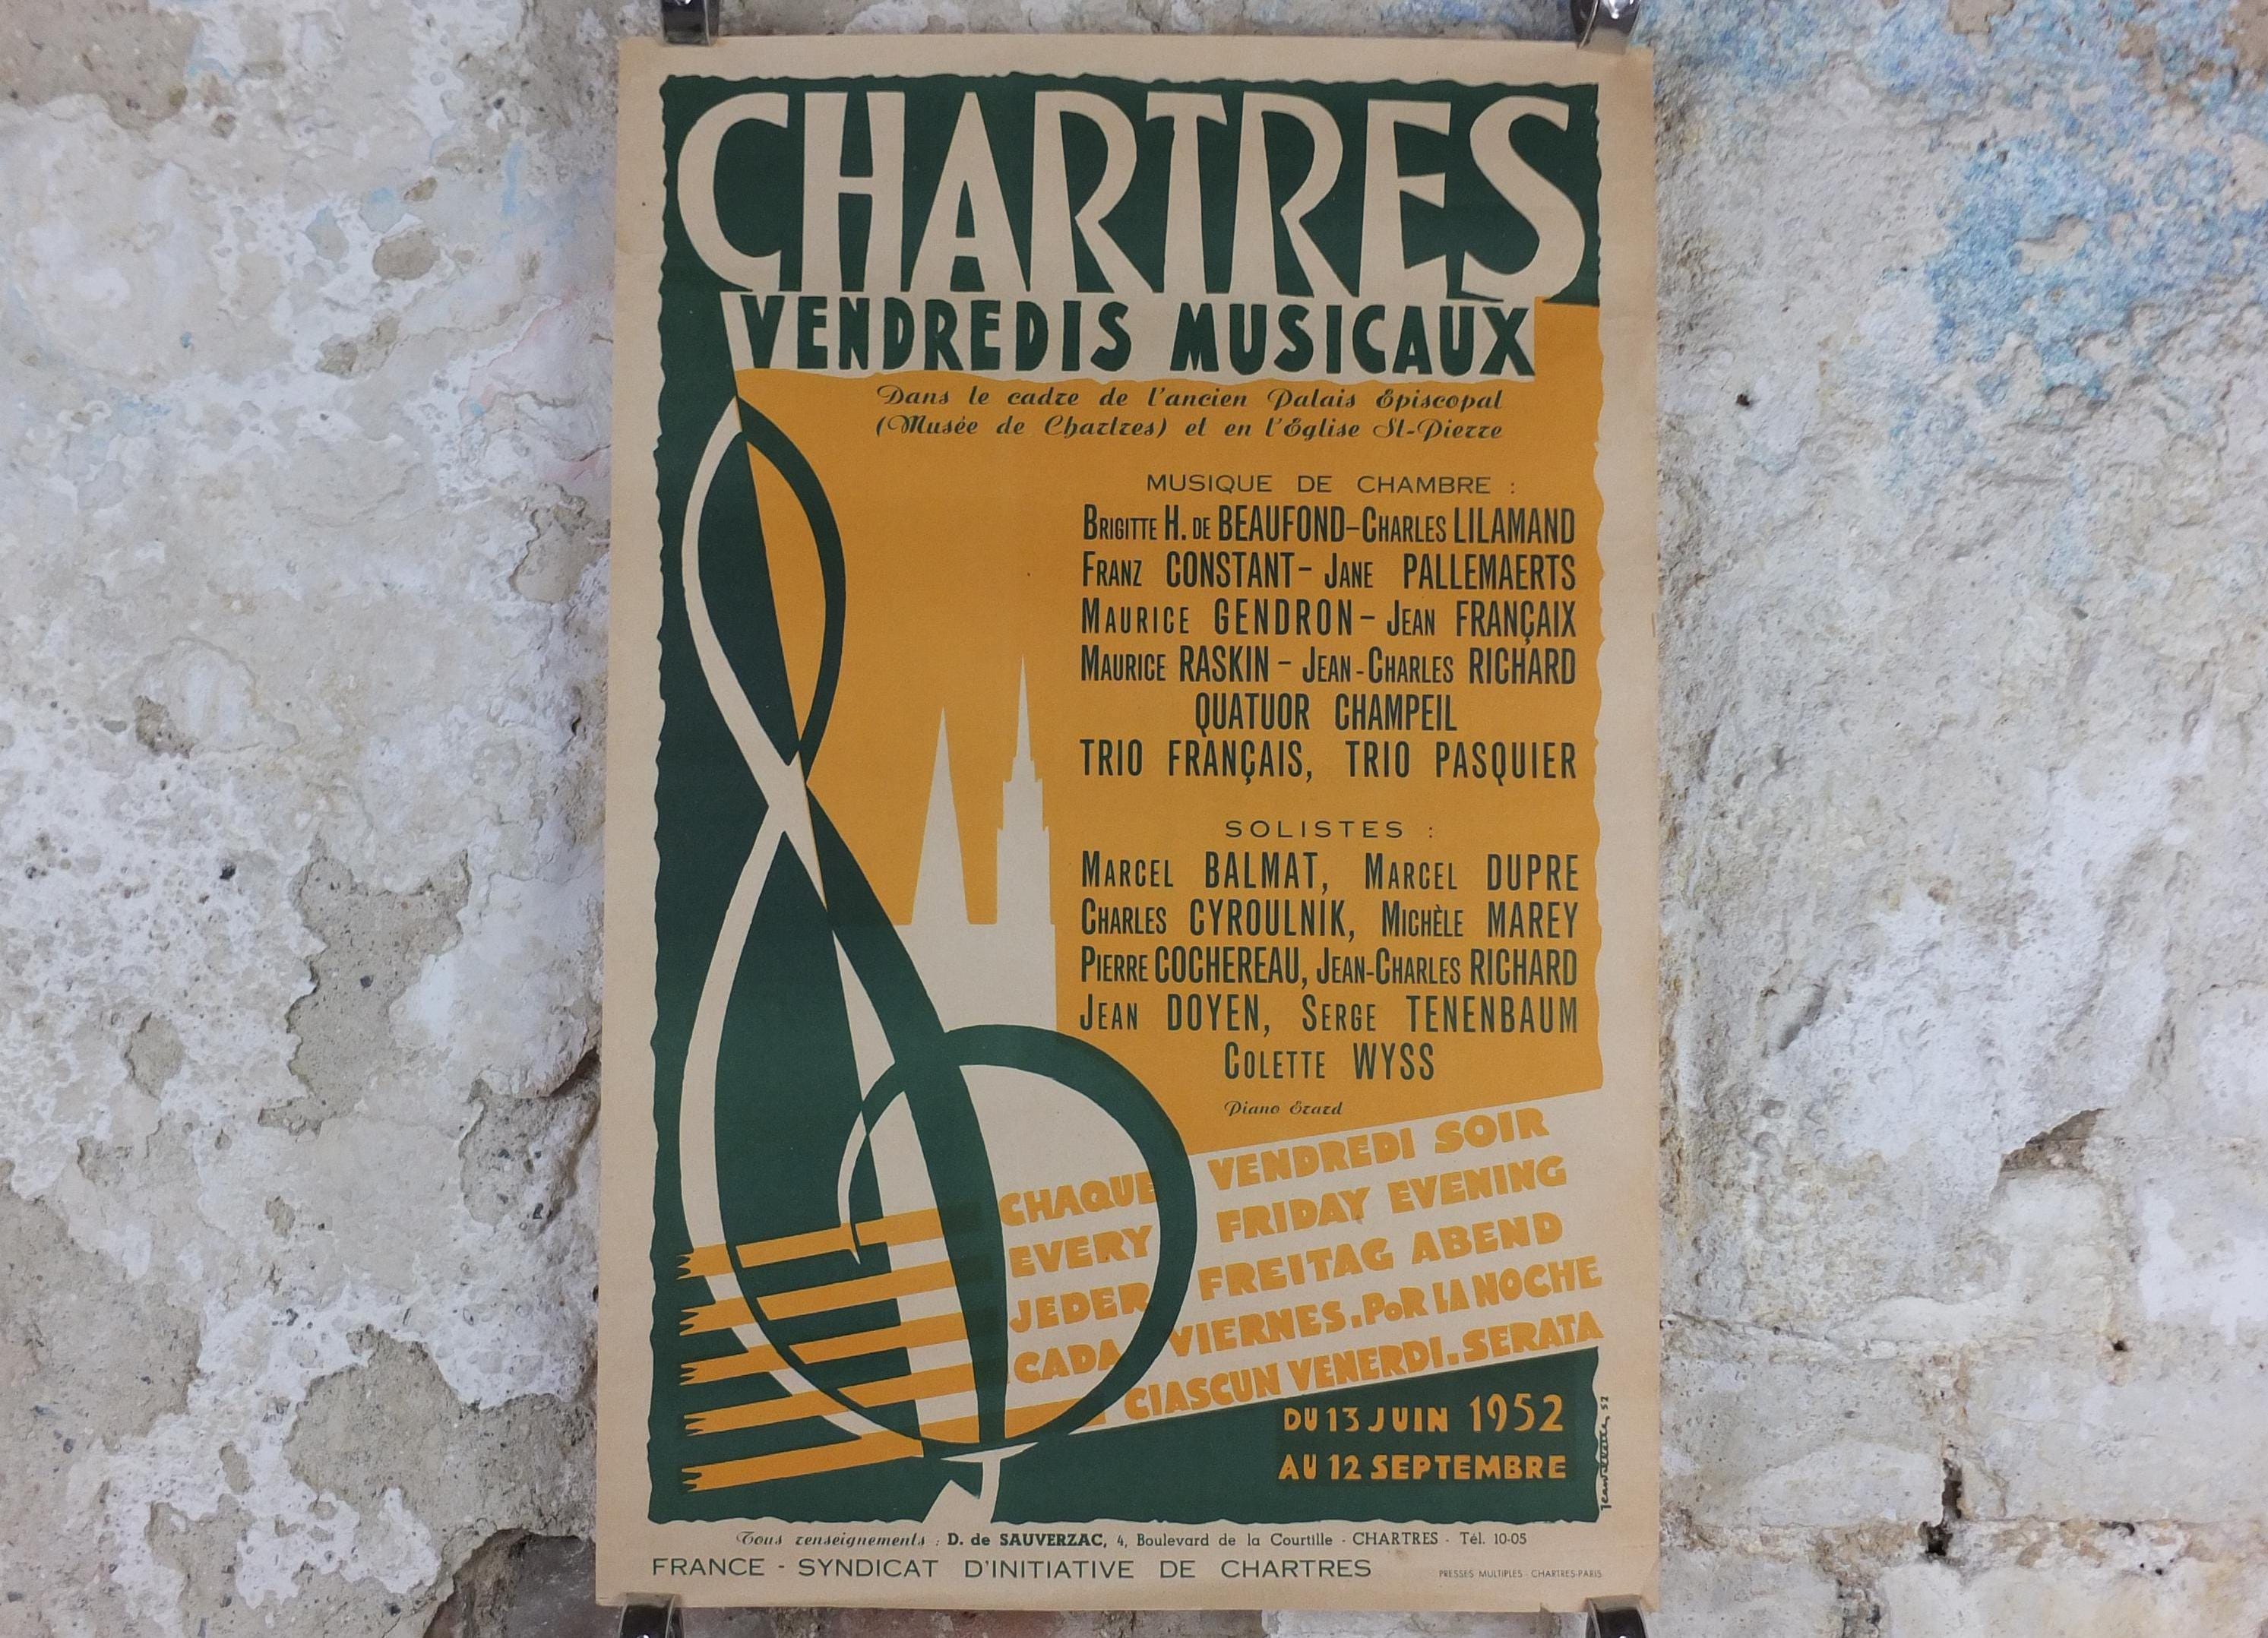 CHARTRES
VENDREDIS MUSICAUX
Dans le cadre de l'ancien Palais Episcopal
(Musée de Chartres) et en l'Église St-Pierre
MUSIQUE DE CHAMBRE :
BRIGITTE H. DE BEAUFOND-CHARLES LILAMAND
FRANZ CONSTANT - JANE PALLEMAERTS
MAURICE GENDRON - JEAN FRANÇAIX
MAURICE RASKIN - JEAN-CHARLES RICHARD
QUATUOR CHAMPEIL
TRIO FRANÇAIS, TRIO PASQUIER
SOLISTES :
MARCEL BALMAT, MARCEL DUPRE
CHARLES CYROULNIK, MICHÈLE MAREY
PIERRE COCHEREAU, JEAN-CHARLES RICHARD
JEAN DOYEN, SERGE TENENBAUM
COLETTE WYSS
Piano Erard
CHAQUE VENDREDI SOIR
EVERY FRIDAY EVENING
JEDER FREITAG ABEND
CADA VIERNES. POR LA NOCHE
CIASCUN VENERDI. SERATA
DU 13 JUIN 1952
AU 12 SEPTEMBRE
Tous renseignements : D. de SAUVERZAC, 4, Boulevard de la Courtille - CHARTRES - Tél. 10-05
FRANCE - SYNDICAT D'INITIATIVE DE CHARTRES
PRESSES MULTIPLES - CHARTRES-PARIS